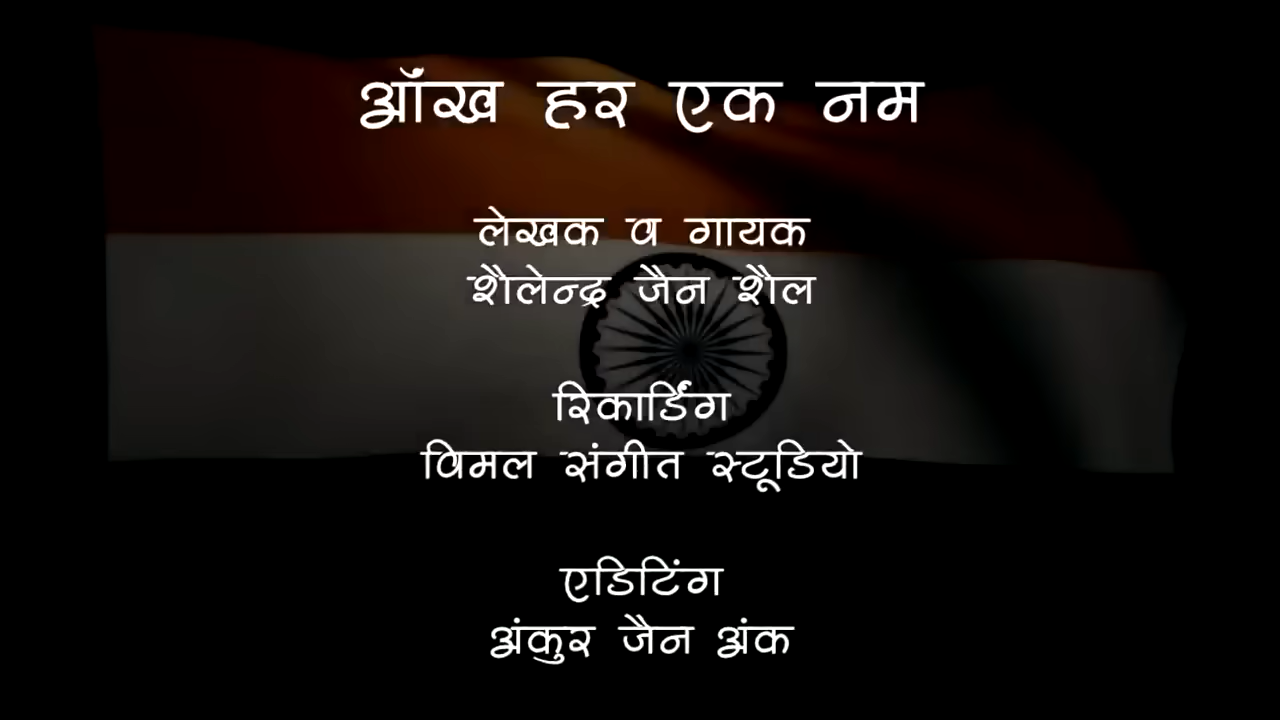 आँख हर एक नम
लेखक व गायक
शैलेन्द्र जैन शैल
रिकार्डिंग
विमल संगीत स्टूडियो
एडिटिंग
अंकुर जैन अंक